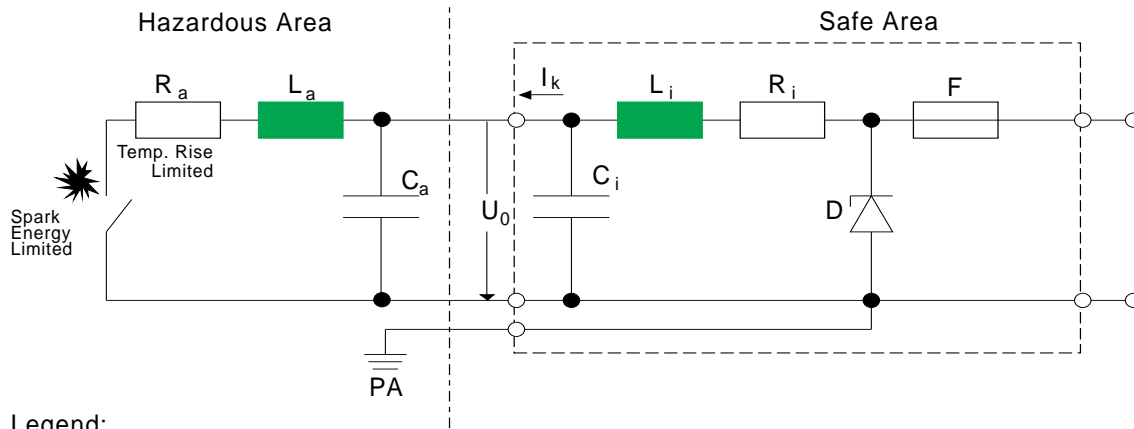 Hazardous Area
Safe Area
R a
L a
I k
L i
R i
F
Temp. Rise
Limited
C a
U 0
C i
D
Spark
Energy
Limited
PA
Legend: